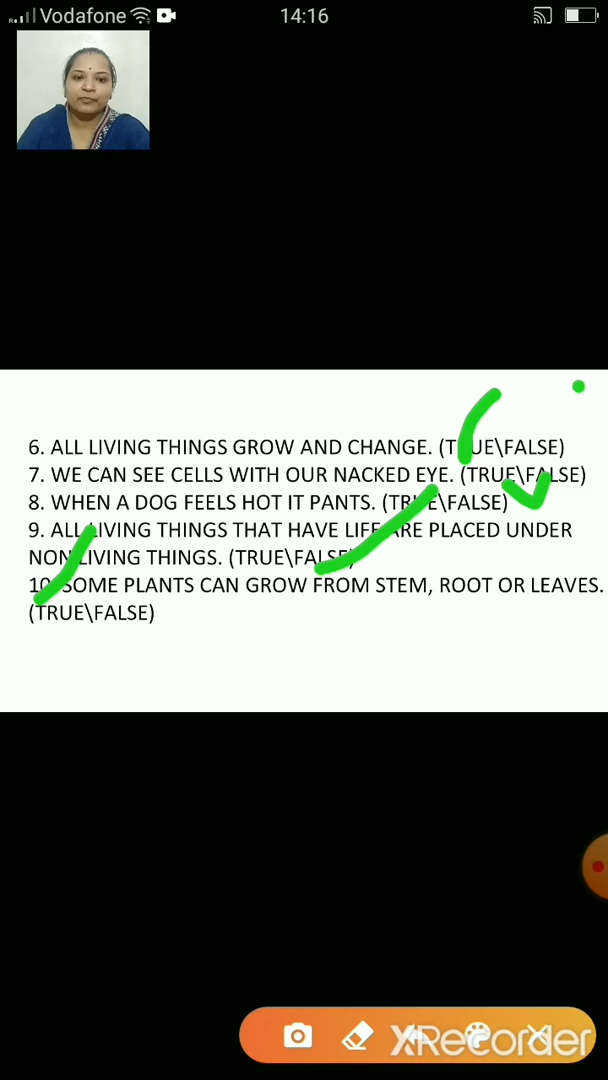 Vodafone 14:16
6. ALL LIVING THINGS GROW AND CHANGE. (TRUE\FALSE)
7. WE CAN SEE CELLS WITH OUR NACKED EYE. (TRUE\FALSE)
8. WHEN A DOG FEELS HOT IT PANTS. (TRUE\FALSE)
9. ALL LIVING THINGS THAT HAVE LIFE ARE PLACED UNDER
NON LIVING THINGS. (TRUE\FALSE)
10. SOME PLANTS CAN GROW FROM STEM, ROOT OR LEAVES.
(TRUE\FALSE)
XRecorder